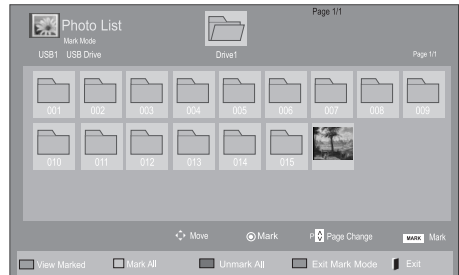 Page 1/1
Photo List
Mark Mode
USB1 USB Drive Drive1 Page 1/1
001 002 003 004 005 006 007 008 009
010 011 012 013 014 015
Move Mark P Page Change MARK Mark
View Marked Mark All Unmark All Exit Mark Mode Exit